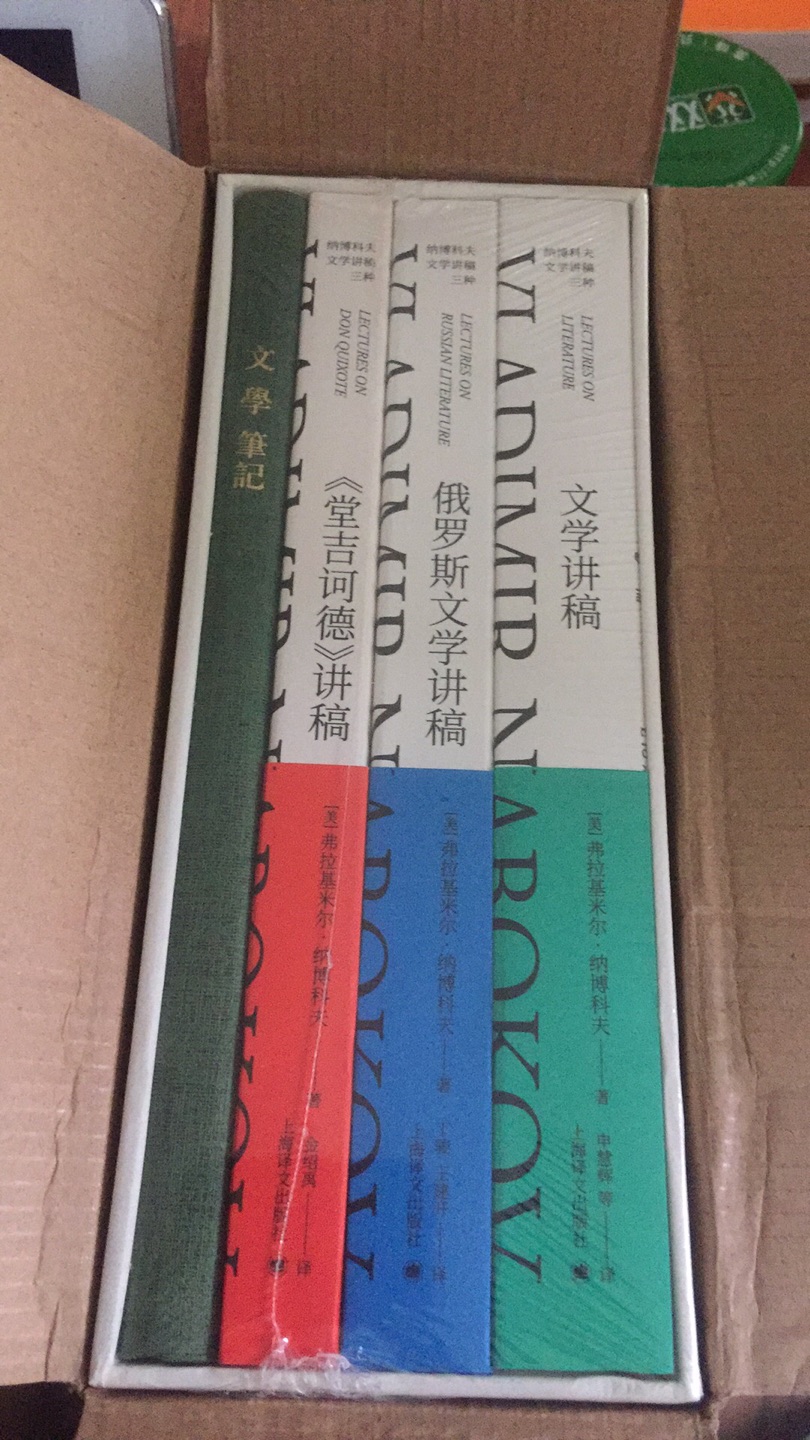 文學筆記
纳博科夫
文学讲稿
三种
LECTURES ON
DON QUIXOTE
《堂吉诃德》讲稿
[美] 弗拉基米尔·纳博科夫——著
金绍禹——译
上海译文出版社
纳博科夫
文学讲稿
三种
LECTURES ON
RUSSIAN LITERATURE
俄罗斯文学讲稿
[美] 弗拉基米尔·纳博科夫——著
上海译文出版社
VLADIMIR NABOKOV
纳博科夫
文学讲稿
三种
LECTURES ON
LITERATURE
文学讲稿
[美] 弗拉基米尔·纳博科夫——著
申慧辉 等——译
上海译文出版社
VLADIMIR NABOKOV